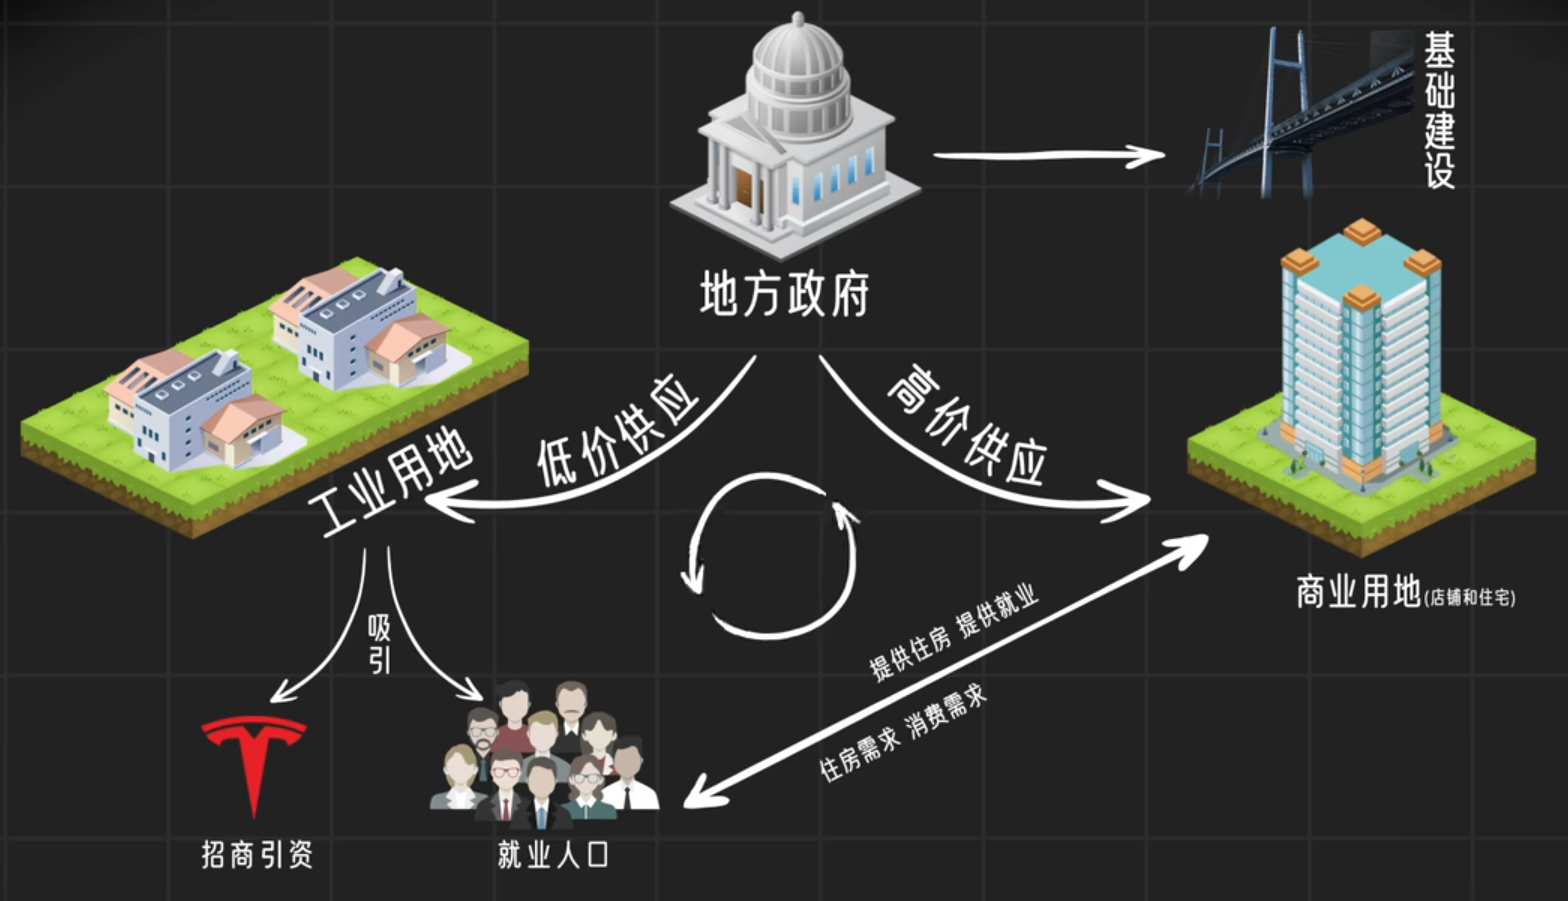 基础建设
地方政府
低价供应
高价供应
工业用地
商业用地(店铺和住宅)
吸引
提供住房 提供就业
住房需求 消费需求
招商引资
就业人口